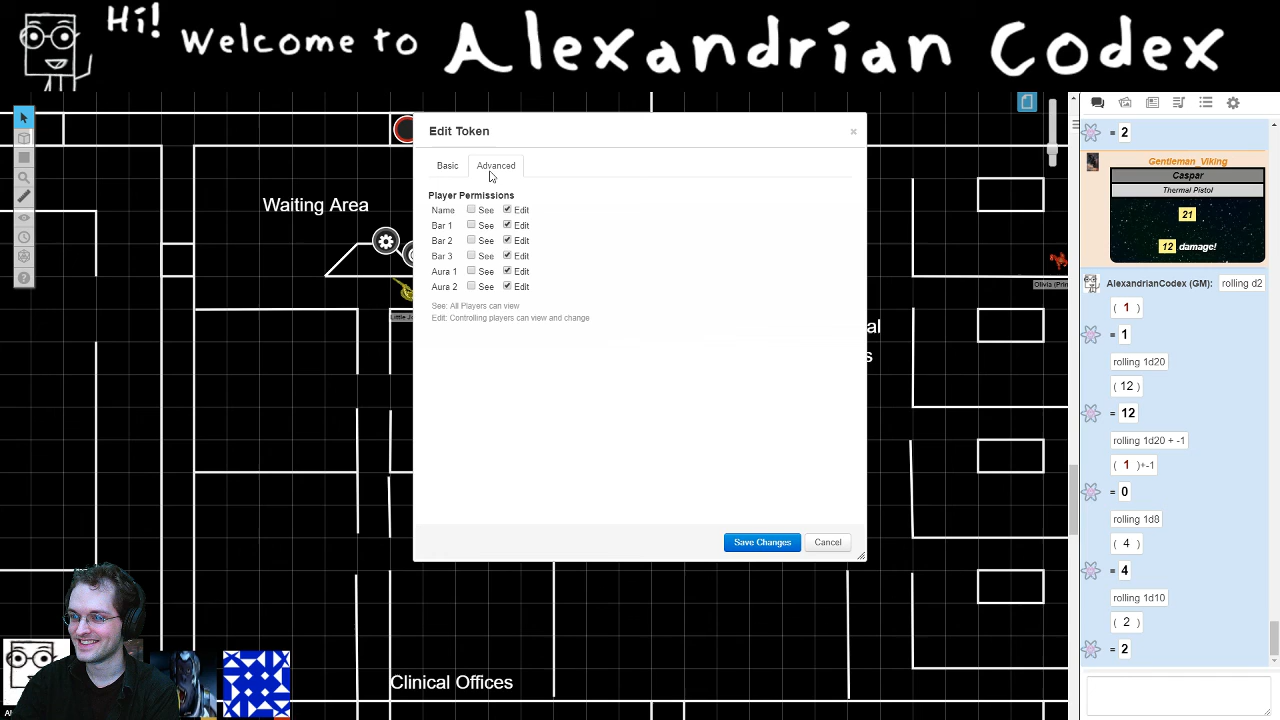 Hi! Welcome to Alexandrian Codex
Edit Token
Basic Advanced
Player Permissions
Name See Edit
Bar 1 See Edit
Bar 2 See Edit
Bar 3 See Edit
Aura 1 See Edit
Aura 2 See Edit
See: All Players can view
Edit: Controlling players can view and change
Save Changes Cancel
Waiting Area
Clinical Offices
= 2
Gentleman_Viking
Caspar
Thermal Pistol
21
12 damage!
AlexandrianCodex (GM): rolling d2
( 1 )
= 1
rolling 1d20
( 12 )
= 12
rolling 1d20 + -1
( 1 )+-1
= 0
rolling 1d8
( 4 )
= 4
rolling 1d10
( 2 )
= 2